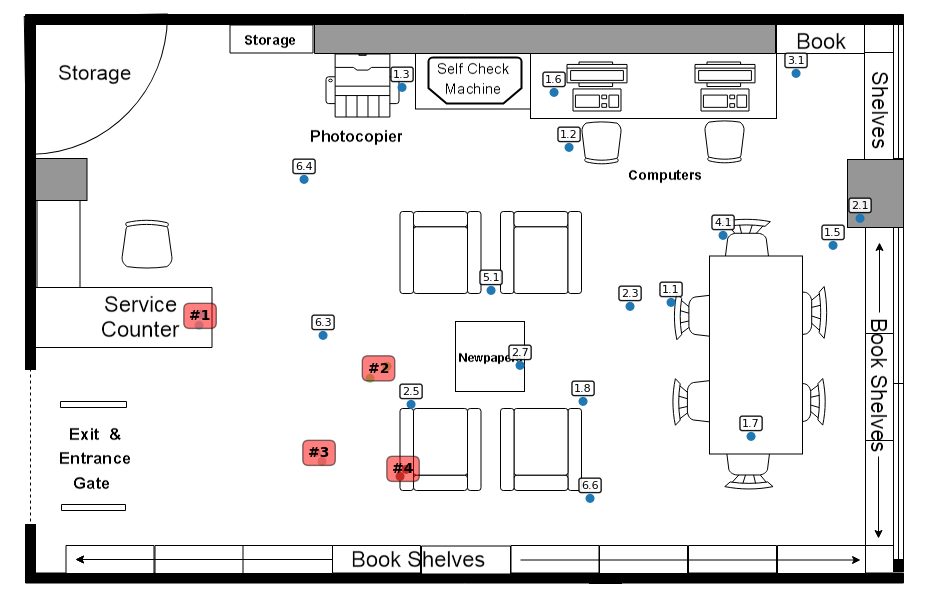 Storage
Storage
Book
Shelves
3.1
1.3
Self Check
Machine
1.6
Photocopier
1.2
Computers
6.4
2.1
4.1
1.5
5.1
2.3
1.1
Service
Counter
#1
6.3
Newpaper
2.7
#2
2.5
1.8
Book Shelves
1.7
Exit &
Entrance
Gate
#3
#4
6.6
Book Shelves